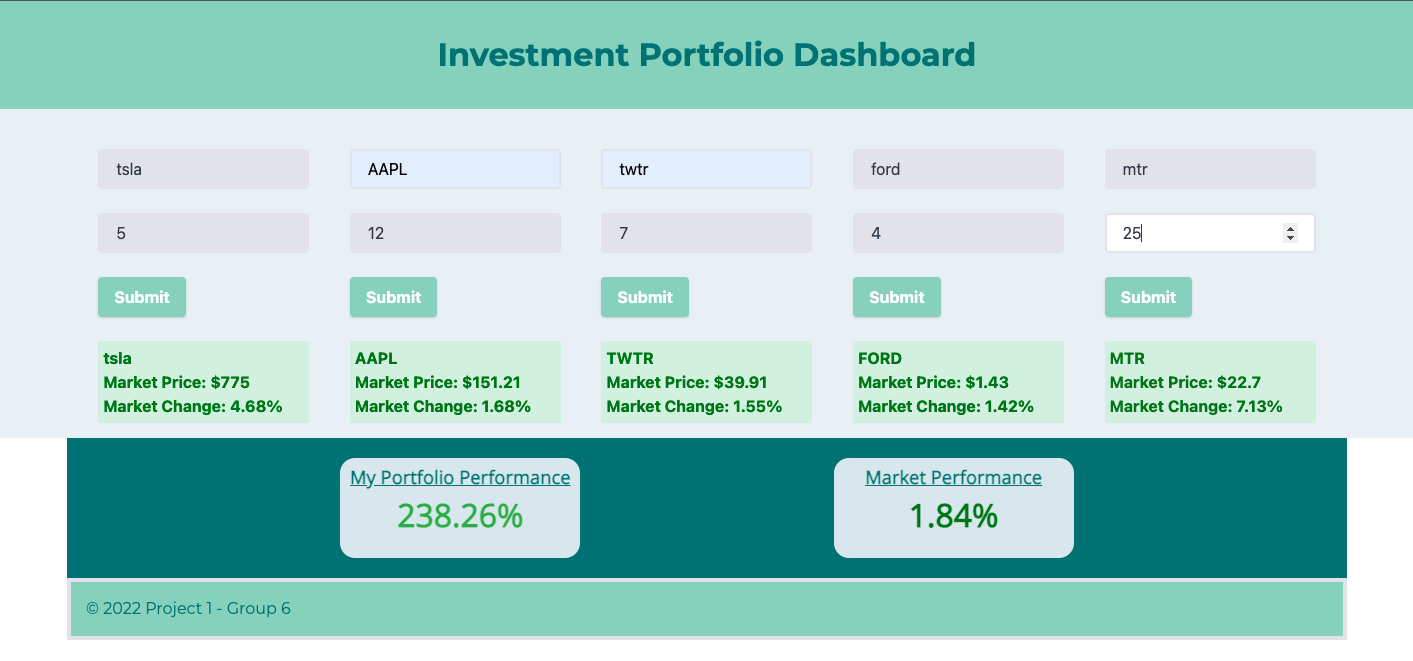 Investment Portfolio Dashboard
tsla AAPL twtr ford mtr
5 12 7 4 25
Submit Submit Submit Submit Submit
tsla
Market Price: $775
Market Change: 4.68%
AAPL
Market Price: $151.21
Market Change: 1.68%
TWTR
Market Price: $39.91
Market Change: 1.55%
FORD
Market Price: $1.43
Market Change: 1.42%
MTR
Market Price: $22.7
Market Change: 7.13%
My Portfolio Performance
238.26%
Market Performance
1.84%
© 2022 Project 1 - Group 6